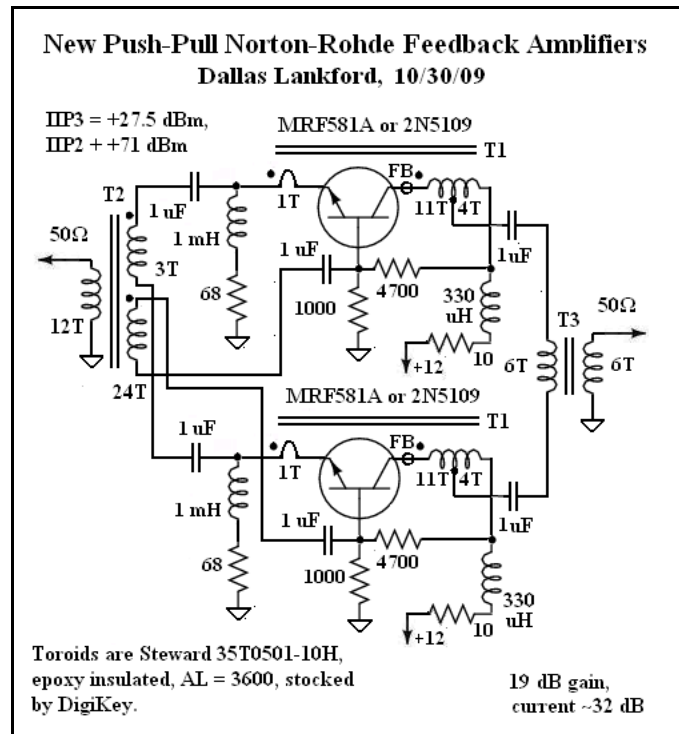 New Push-Pull Norton-Rohde Feedback Amplifiers
Dallas Lankford, 10/30/09
IIP3 = +27.5 dBm,
IIP2 + +71 dBm
MRF581A or 2N5109
T1
FB
T2
1 uF
1T
11T
4T
50Ω
1 mH
1 uF
1uF
3T
4700
68
1000
330
uH
50Ω
T3
12T
+12
10
6T
6T
24T
MRF581A or 2N5109
T1
1 uF
FB
1T
11T
4T
1 mH
1 uF
1uF
68
4700
1000
330
uH
+12
10
Toroids are Steward 35T0501-10H,
epoxy insulated, AL = 3600, stocked
by DigiKey.
19 dB gain,
current ~32 dB